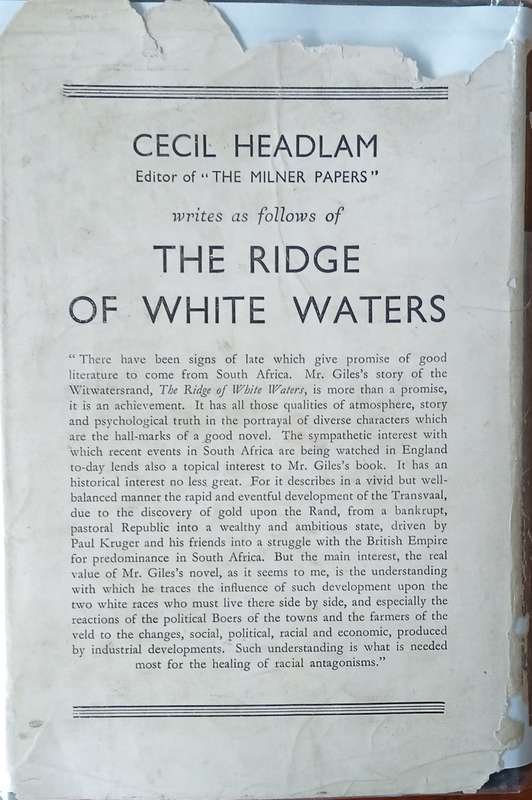 CECIL HEADLAM
Editor of "THE MILNER PAPERS"
writes as follows of
THE RIDGE
OF WHITE WATERS
"There have been signs of late which give promise of good
literature to come from South Africa. Mr. Giles's story of the
Witwatersrand, The Ridge of White Waters, is more than a promise,
it is an achievement. It has all those qualities of atmosphere, story
and psychological truth in the portrayal of diverse characters which
are the hall-marks of a good novel. The sympathetic interest with
which recent events in South Africa are being watched in England
to-day lends also a topical interest to Mr. Giles's book. It has an
historical interest no less great. For it describes in a vivid but well-
balanced manner the rapid and eventful development of the Transvaal,
due to the discovery of gold upon the Rand, from a bankrupt,
pastoral Republic into a wealthy and ambitious state, driven by
Paul Kruger and his friends into a struggle with the British Empire
for predominance in South Africa. But the main interest, the real
value of Mr. Giles's novel, as it seems to me, is the understanding
with which he traces the influence of such development upon the
two white races who must live there side by side, and especially the
reactions of the political Boers of the towns and the farmers of the
veld to the changes, social, political, racial and economic, produced
by industrial developments. Such understanding is what is needed
most for the healing of racial antagonisms."